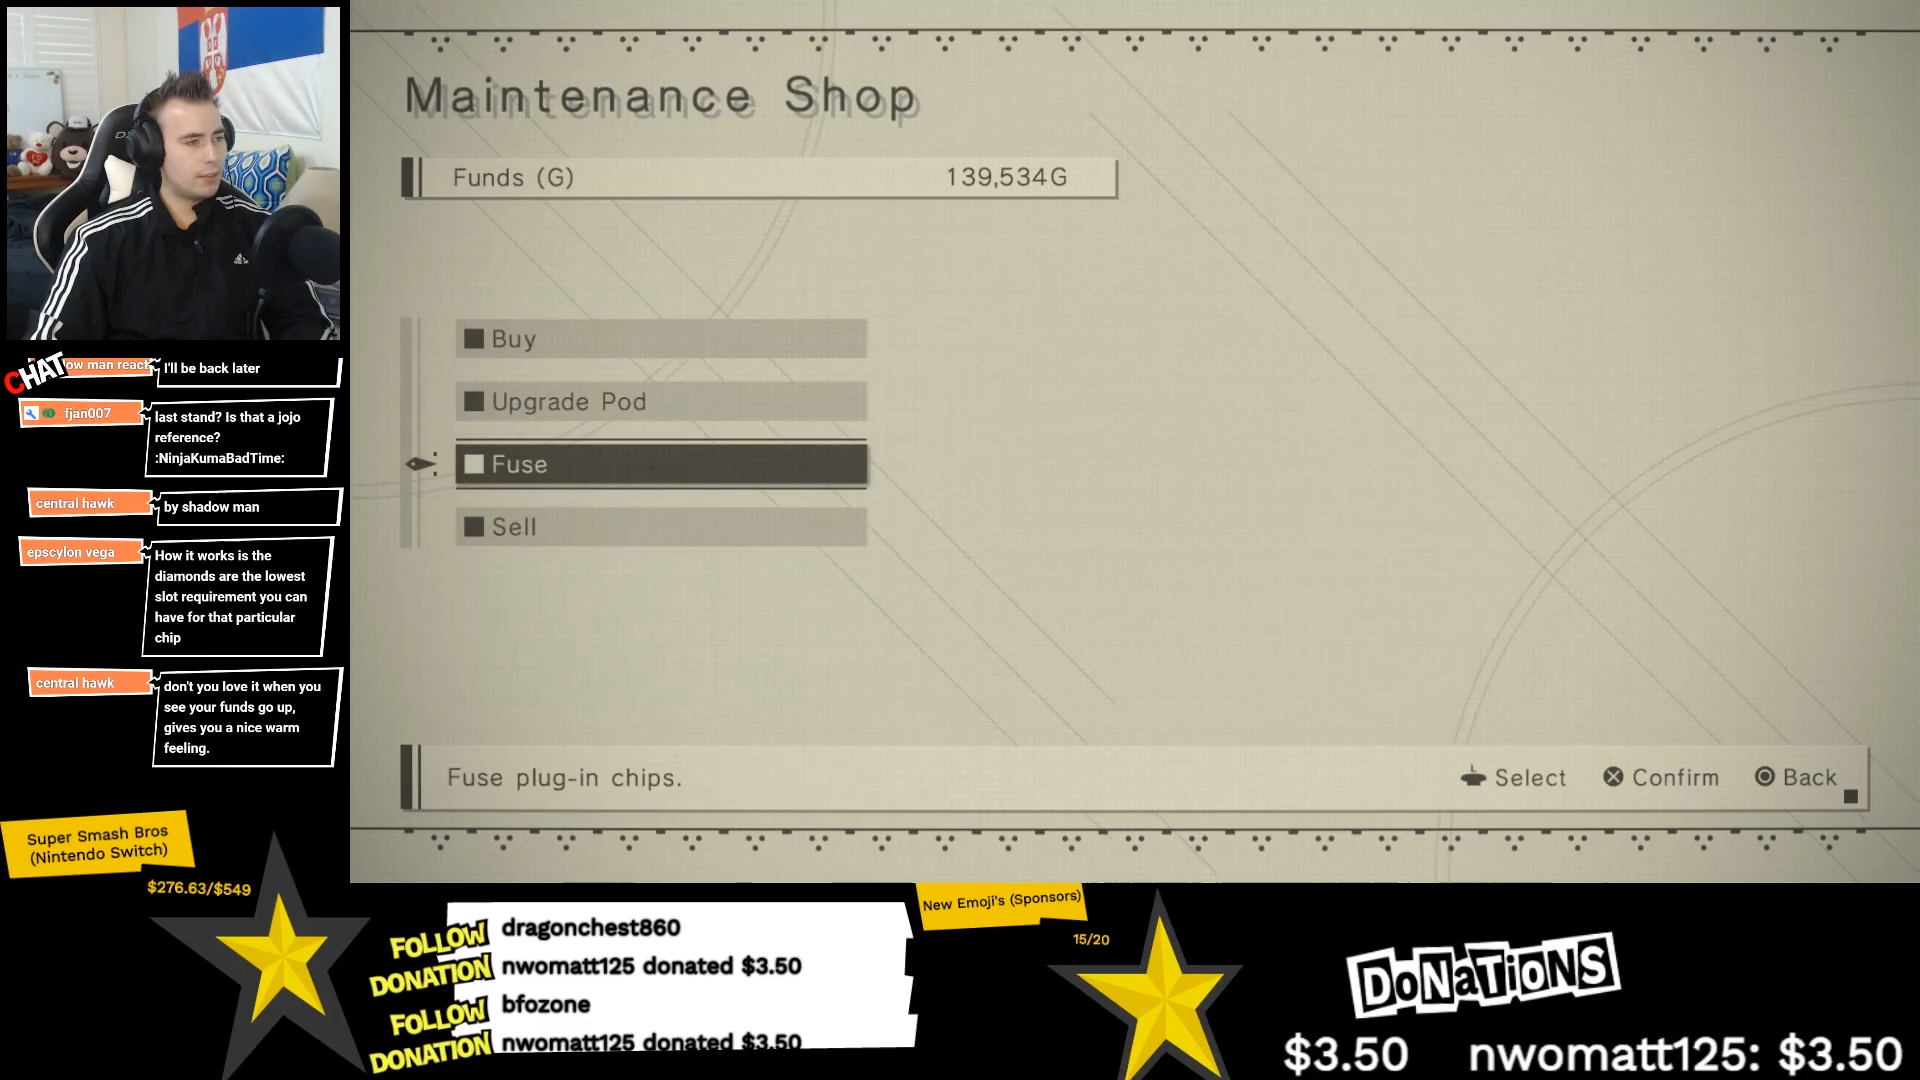 Maintenance Shop
Funds (G) 139,534G
Buy
Upgrade Pod
Fuse
Sell
Fuse plug-in chips.
Select Confirm Back
CHAT
ow man react
I'll be back later
fjan007
last stand? Is that a jojo
reference?
:NinjaKumaBadTime:
central hawk
by shadow man
epscylon vega
How it works is the
diamonds are the lowest
slot requirement you can
have for that particular
chip
central hawk
don't you love it when you
see your funds go up,
gives you a nice warm
feeling.
Super Smash Bros
(Nintendo Switch)
$276.63/$549
FOLLOW dragonchest860
DONATION nwomatt125 donated $3.50
FOLLOW bfozone
DONATION nwomatt125 donated $3.50
New Emoji's (Sponsors)
15/20
DONATIONS
$3.50 nwomatt125: $3.50